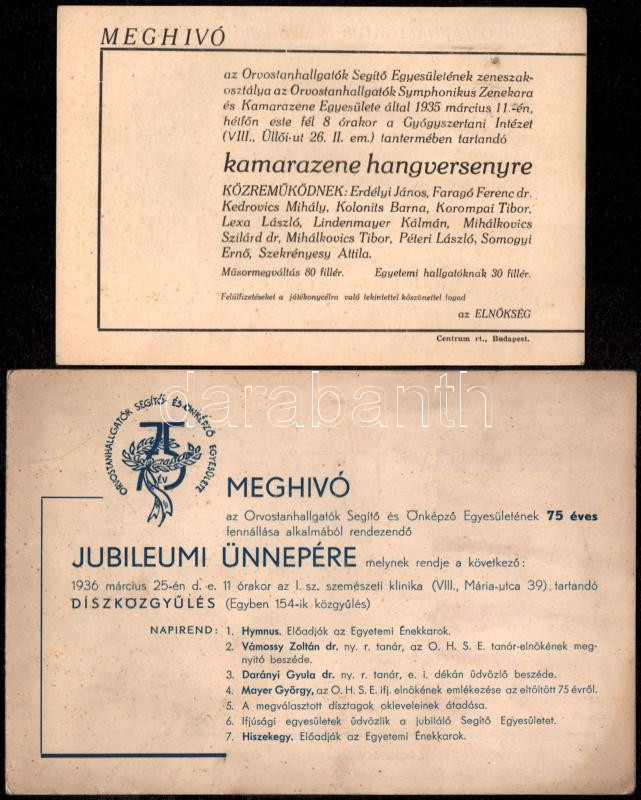 MEGHIVÓ
az Orvostanhallgatók Segitő Egyesületének zeneszak-
osztálya az Orvostanhallgatók Symphonikus Zenekara
és Kamarazene Egyesülete által 1935 március 11.-én,
hétfőn este fél 8 órakor a Gyógyszertani Intézet
(VIII., Üllői-ut 26. II. em.) tantermében tartandó
kamarazene hangversenyre
KÖZREMŰKÖDNEK: Erdélyi János, Faragó Ferenc dr.
Kedrovics Mihály, Kolonits Barna, Korompai Tibor,
Lexa László, Lindenmayer Kálmán, Mihálkovics
Szilárd dr, Mihálkovics Tibor, Péteri László, Somogyi
Ernő, Szekrényesy Attila.
Műsormegváltás 80 fillér. Egyetemi hallgatóknak 30 fillér.
Felülfizetéseket a jótékonycélra való tekintettel köszönettel fogad
az ELNÖKSÉG
Centrum rt., Budapest.
darabanth
ORVOSTANHALLGATÓK SEGÍTŐ- ÉS ÖNKÉPZŐ EGYESÜLETE
75
ÉV
MEGHIVÓ
az Orvostanhallgatók Segitő és Önképző Egyesületének 75 éves
fennállása alkalmából rendezendő
JUBILEUMI ÜNNEPÉRE melynek rendje a következő:
1936 március 25-én d. e. 11 órakor az I. sz. szemészeti klinika (VIII., Mária-utca 39). tartandó
DÍSZKÖZGYŰLÉS (Egyben 154-ik közgyűlés)
NAPIREND: 1. Hymnus. Előadják az Egyetemi Énekkarok.
2. Vámossy Zoltán dr. ny. r. tanár, az O. H. S. E. tanár-elnökének meg-
nyitó beszéde.
3. Darányi Gyula dr. ny. r. tanár, e. i. dékán üdvözlő beszéde.
4. Mayer György, az O. H. S. E. ifj. elnökének emlékezése az eltöltött 75 évről.
5. A megválasztott dísztagok okleveleinek átadása.
6. Ifjúsági egyesületek üdvözlik a jubiláló Segitő Egyesületet.
7. Hiszekegy. Előadják az Egyetemi Énekkarok.